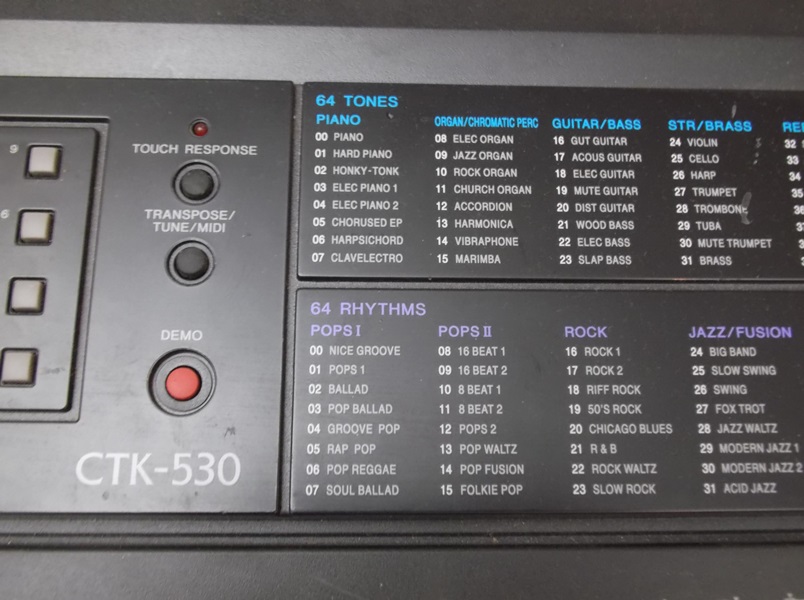 9
6
TOUCH RESPONSE
TRANSPOSE/
TUNE/MIDI
DEMO
CTK-530
64 TONES
PIANO
00 PIANO
01 HARD PIANO
02 HONKY-TONK
03 ELEC PIANO 1
04 ELEC PIANO 2
05 CHORUSED EP
06 HARPSICHORD
07 CLAVELECTRO
ORGAN/CHROMATIC PERC
08 ELEC ORGAN
09 JAZZ ORGAN
10 ROCK ORGAN
11 CHURCH ORGAN
12 ACCORDION
13 HARMONICA
14 VIBRAPHONE
15 MARIMBA
GUITAR/BASS
16 GUT GUITAR
17 ACOUS GUITAR
18 ELEC GUITAR
19 MUTE GUITAR
20 DIST GUITAR
21 WOOD BASS
22 ELEC BASS
23 SLAP BASS
STR/BRASS
24 VIOLIN
25 CELLO
26 HARP
27 TRUMPET
28 TROMBONE
29 TUBA
30 MUTE TRUMPET
31 BRASS
32
33
34
35
64 RHYTHMS
POPS I
00 NICE GROOVE
01 POPS 1
02 BALLAD
03 POP BALLAD
04 GROOVE POP
05 RAP POP
06 POP REGGAE
07 SOUL BALLAD
POPS II
08 16 BEAT 1
09 16 BEAT 2
10 8 BEAT 1
11 8 BEAT 2
12 POPS 2
13 POP WALTZ
14 POP FUSION
15 FOLKIE POP
ROCK
16 ROCK 1
17 ROCK 2
18 RIFF ROCK
19 50'S ROCK
20 CHICAGO BLUES
21 R & B
22 ROCK WALTZ
23 SLOW ROCK
JAZZ/FUSION
24 BIG BAND
25 SLOW SWING
26 SWING
27 FOX TROT
28 JAZZ WALTZ
29 MODERN JAZZ 1
30 MODERN JAZZ 2
31 ACID JAZZ